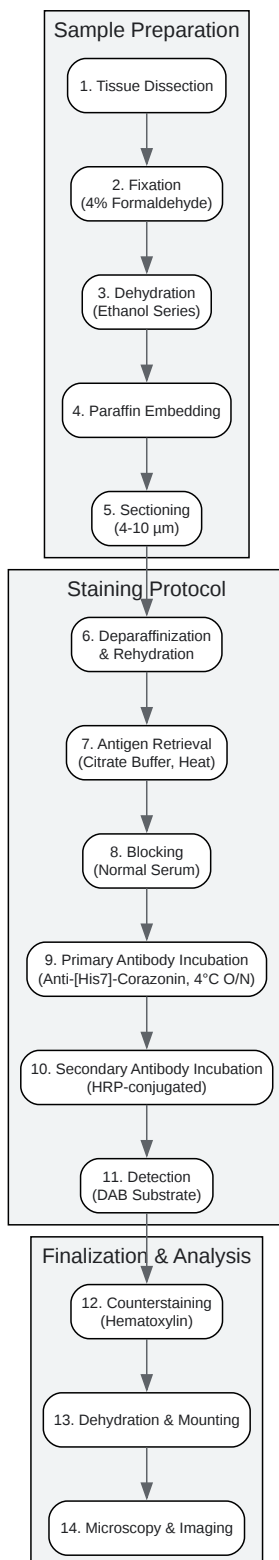 Sample Preparation
1. Tissue Dissection
2. Fixation
(4% Formaldehyde)
3. Dehydration
(Ethanol Series)
4. Paraffin Embedding
5. Sectioning
(4-10 µm)
Staining Protocol
6. Deparaffinization
& Rehydration
7. Antigen Retrieval
(Citrate Buffer, Heat)
8. Blocking
(Normal Serum)
9. Primary Antibody Incubation
(Anti-[His7]-Corazonin, 4°C O/N)
10. Secondary Antibody Incubation
(HRP-conjugated)
11. Detection
(DAB Substrate)
Finalization & Analysis
12. Counterstaining
(Hematoxylin)
13. Dehydration & Mounting
14. Microscopy & Imaging